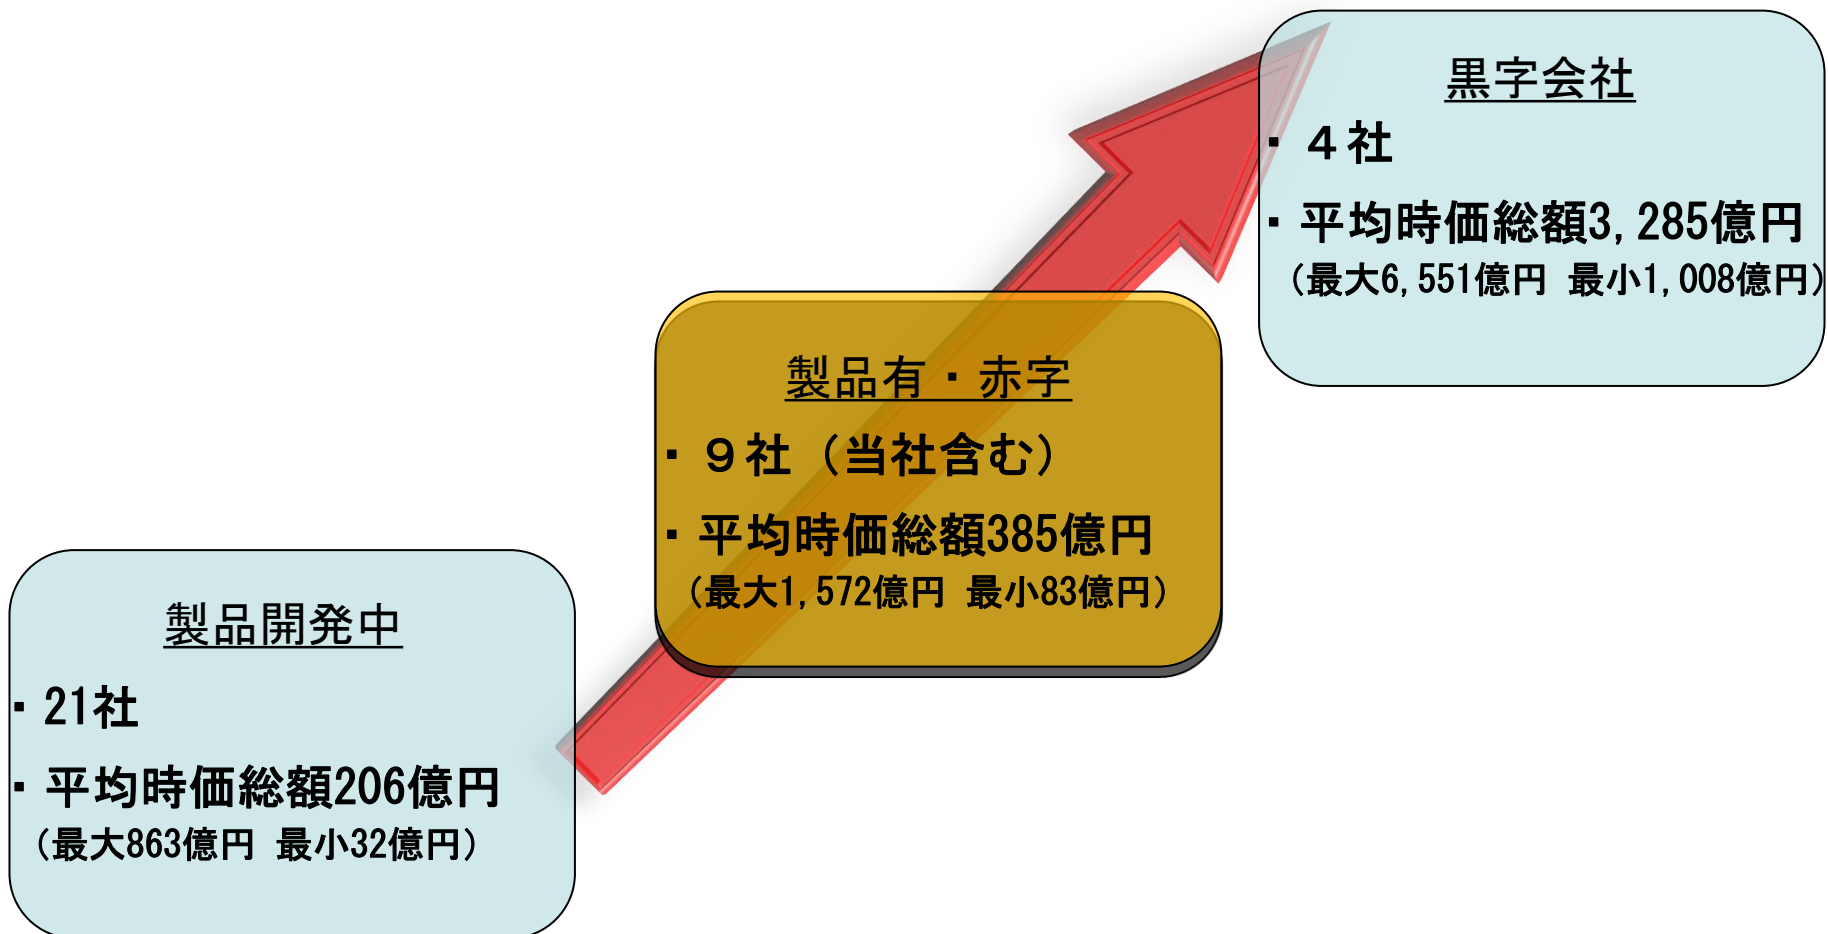 黒字会社
・４社
・平均時価総額3,285億円
（最大6,551億円 最小1,008億円）
製品有・赤字
・９社（当社含む）
・平均時価総額385億円
（最大1,572億円 最小83億円）
製品開発中
・21社
・平均時価総額206億円
（最大863億円 最小32億円）